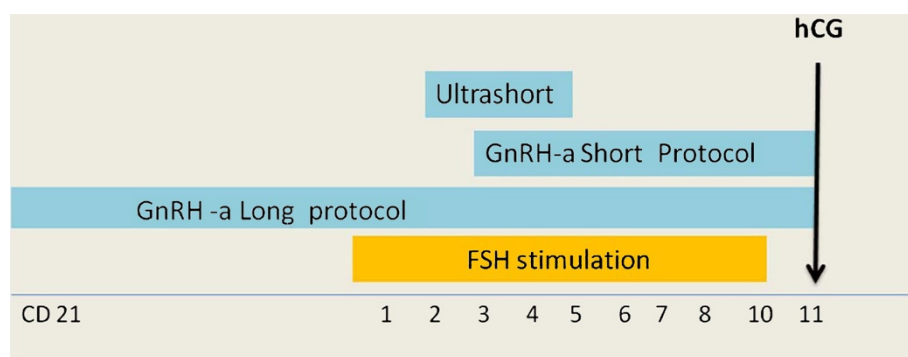 hCG
Ultrashort
GnRH-a Short Protocol
GnRH -a Long protocol
FSH stimulation
CD 21 1 2 3 4 5 6 7 8 10 11